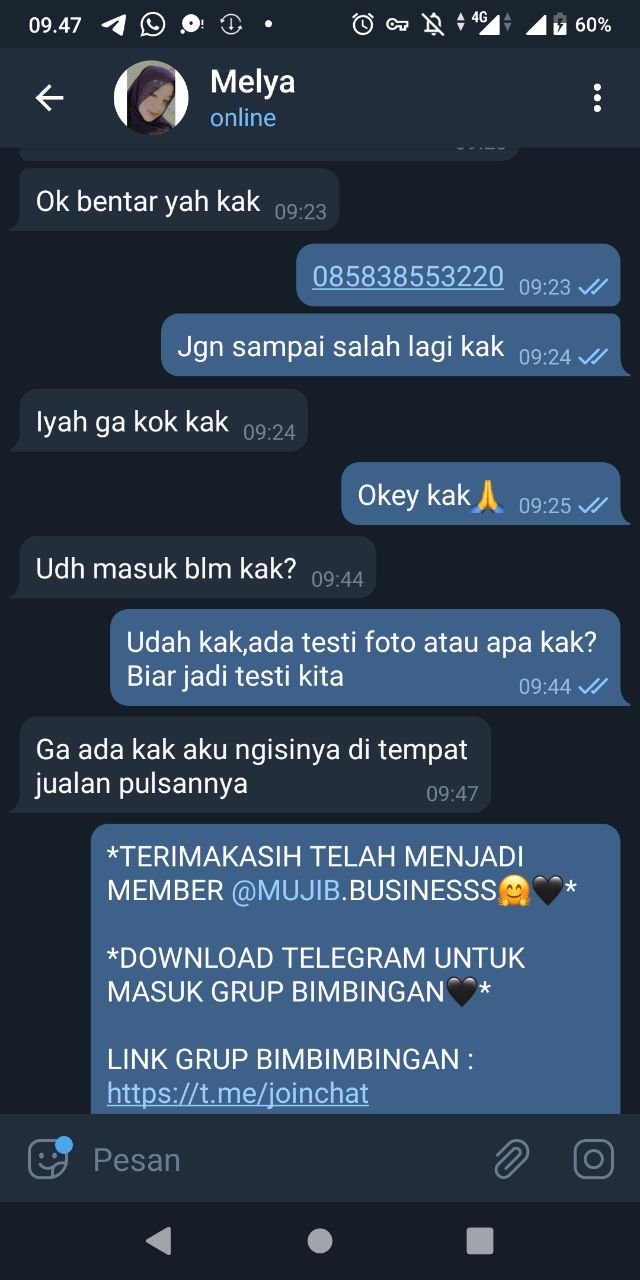 09.47
4G
60%
Melya
online
Ok bentar yah kak 09:23
085838553220 09:23
Jgn sampai salah lagi kak 09:24
Iyah ga kok kak 09:24
Okey kak🙏 09:25
Udh masuk blm kak? 09:44
Udah kak,ada testi foto atau apa kak?
Biar jadi testi kita 09:44
Ga ada kak aku ngisinya di tempat
jualan pulsannya 09:47
*TERIMAKASIH TELAH MENJADI
MEMBER @MUJIB.BUSINESSS🤗🖤*
*DOWNLOAD TELEGRAM UNTUK
MASUK GRUP BIMBINGAN🖤*
LINK GRUP BIMBIMBINGAN :
https://t.me/joinchat
Pesan